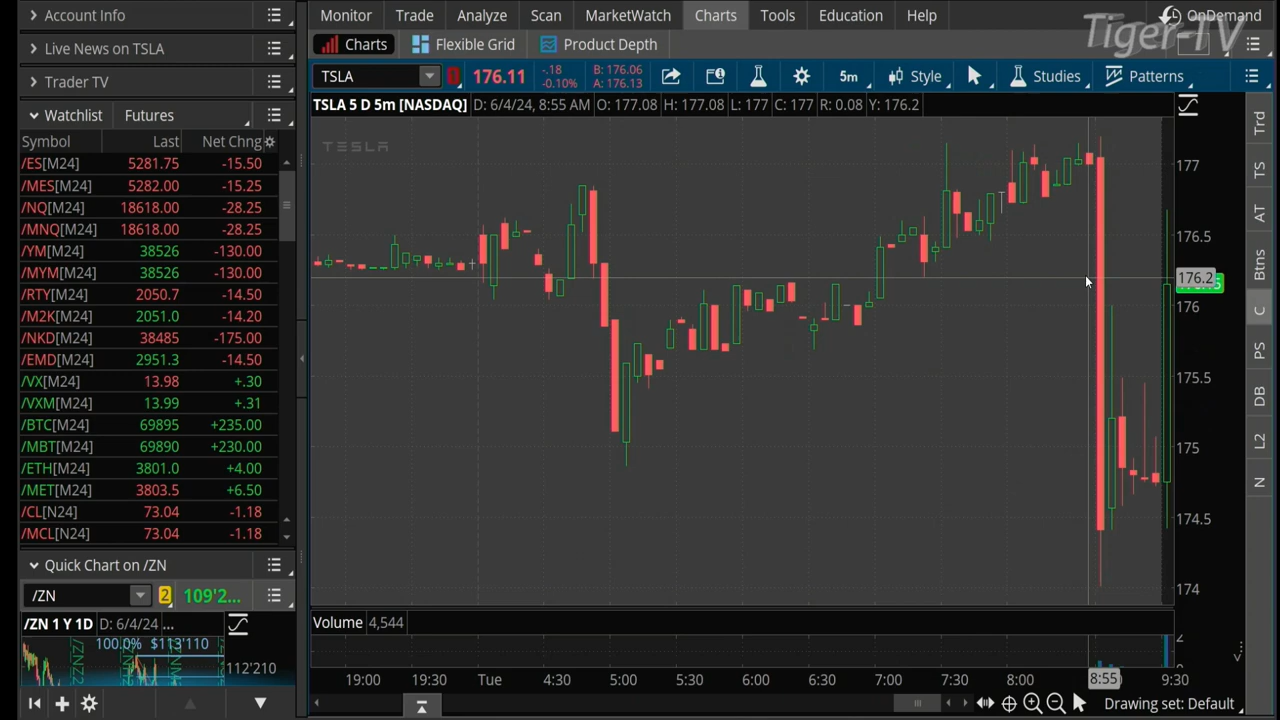 Account Info
Live News on TSLA
Trader TV
Watchlist Futures
Symbol Last Net Chng
/ES[M24] 5281.75 -15.50
/MES[M24] 5282.00 -15.25
/NQ[M24] 18618.00 -28.25
/MNQ[M24] 18618.00 -28.25
/YM[M24] 38526 -130.00
/MYM[M24] 38526 -130.00
/RTY[M24] 2050.7 -14.50
/M2K[M24] 2051.0 -14.20
/NKD[M24] 38485 -175.00
/EMD[M24] 2951.3 -14.50
/VX[M24] 13.98 +.30
/VXM[M24] 13.99 +.31
/BTC[M24] 69895 +235.00
/MBT[M24] 69890 +230.00
/ETH[M24] 3801.0 +4.00
/MET[M24] 3803.5 +6.50
/CL[N24] 73.04 -1.18
/MCL[N24] 73.04 -1.18
Quick Chart on /ZN
/ZN 2 109'2...
/ZN 1 Y 1D D: 6/4/24 ...
100.0% $113'110
112'210
Monitor Trade Analyze Scan MarketWatch Charts Tools Education Help OnDemand
Tiger-TV
Charts Flexible Grid Product Depth
TSLA 176.11 -.18 -0.10% B: 176.06 A: 176.13 5m Style Studies Patterns
TSLA 5 D 5m [NASDAQ] D: 6/4/24, 8:55 AM O: 177.08 H: 177.08 L: 177 C: 177 R: 0.08 Y: 176.2
TESLA
177
176.5
176.2
176
175.5
175
174.5
174
Volume 4,544
2
19:00 19:30 Tue 4:30 5:00 5:30 6:00 6:30 7:00 7:30 8:00 8:55 9:30
Drawing set: Default
Trd
TS
AT
Btns
C
PS
DB
L2
N